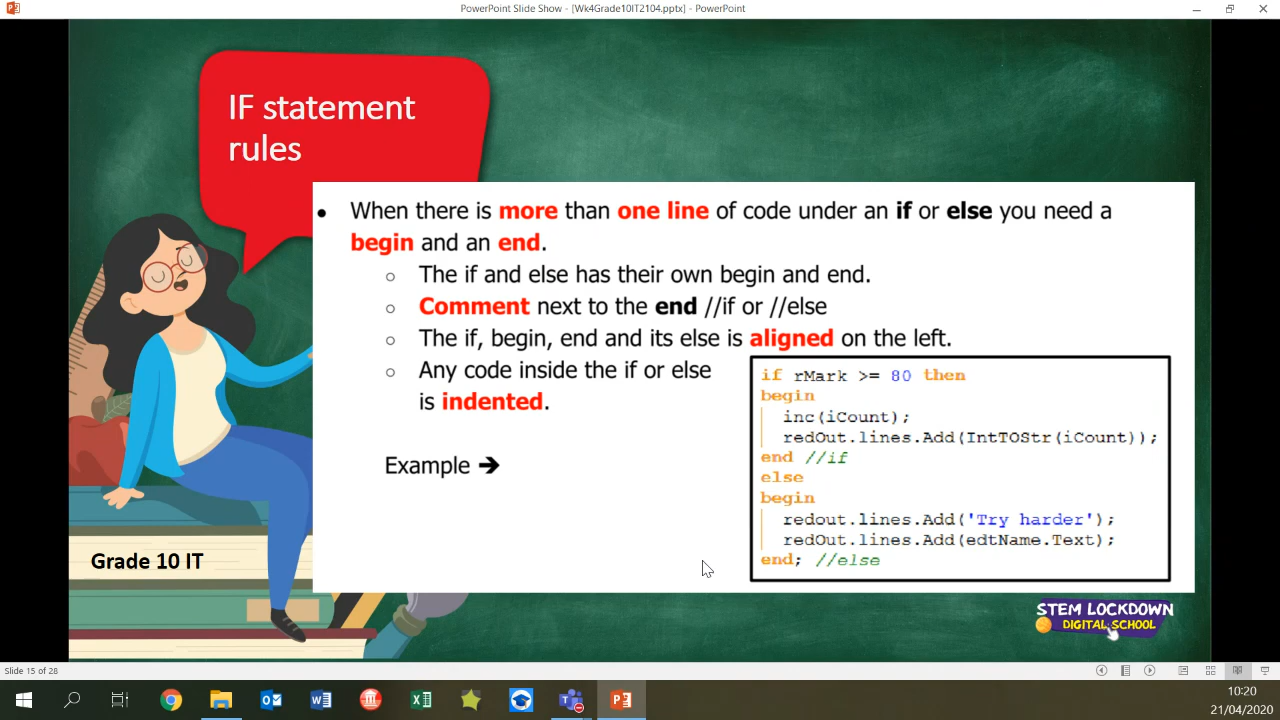 PowerPoint Slide Show - [Wk4Grade10IT2104.pptx] - PowerPoint
IF statement
rules
• When there is more than one line of code under an if or else you need a
begin and an end.
○ The if and else has their own begin and end.
○ Comment next to the end //if or //else
○ The if, begin, end and its else is aligned on the left.
○ Any code inside the if or else
is indented.
Example ➔
if rMark >= 80 then
begin
inc(iCount);
redOut.lines.Add(IntTOStr(iCount));
end //if
else
begin
redout.lines.Add('Try harder');
redOut.lines.Add(edtName.Text);
end; //else
Grade 10 IT
STEM LOCKDOWN
DIGITAL SCHOOL
Slide 15 of 28
10:20
21/04/2020